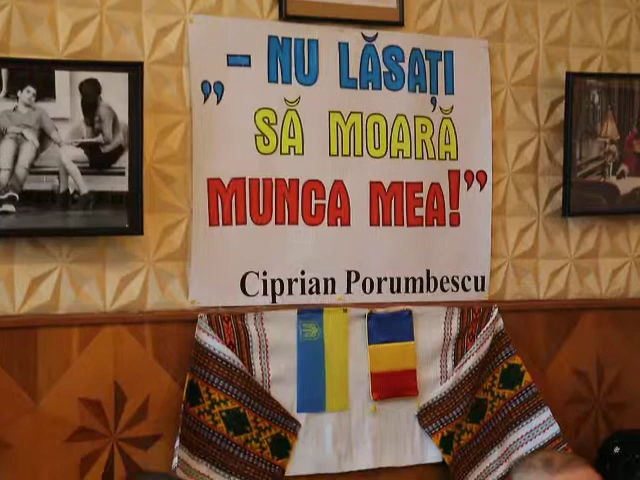 „- NU LĂSAȚI
SĂ MOARĂ
MUNCA MEA!”
Ciprian Porumbescu